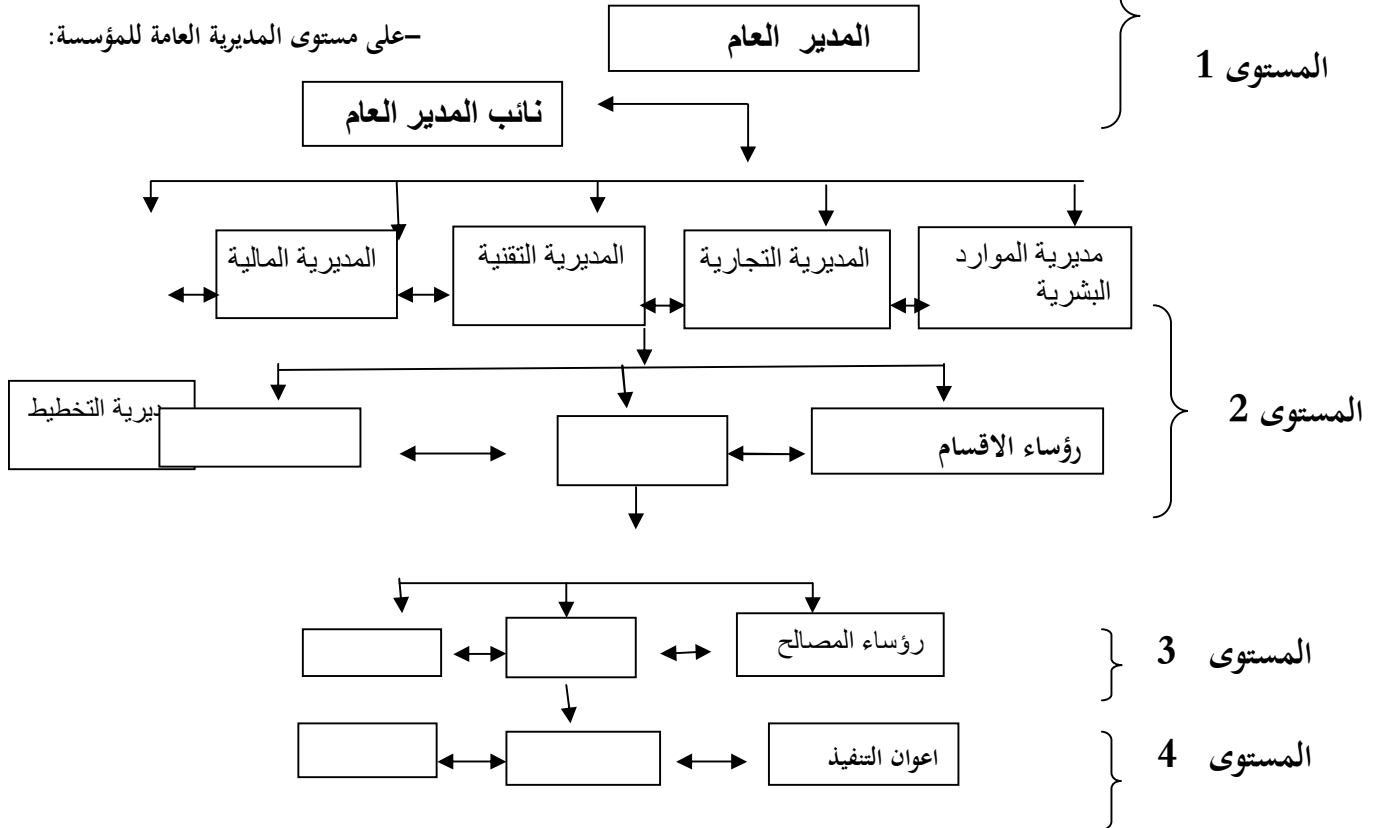 المدير العام
–على مستوى المديرية العامة للمؤسسة:
المستوى 1
نائب المدير العام
مديرية الموارد
البشرية
المديرية التجارية
المديرية التقنية
المديرية المالية
المستوى 2
رؤساء الاقسام
ديرية التخطيط
رؤساء المصالح
المستوى 3
اعوان التنفيذ
المستوى 4